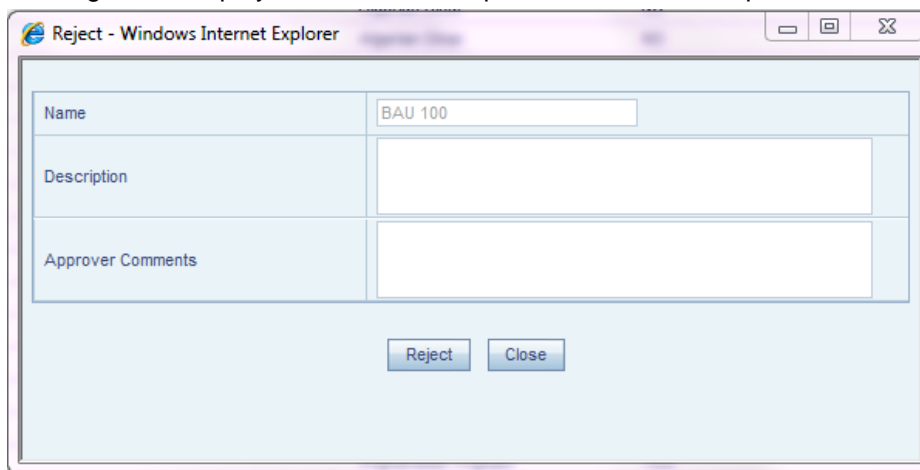 Reject - Windows Internet Explorer
Name
BAU 100
Description
Approver Comments
Reject Close